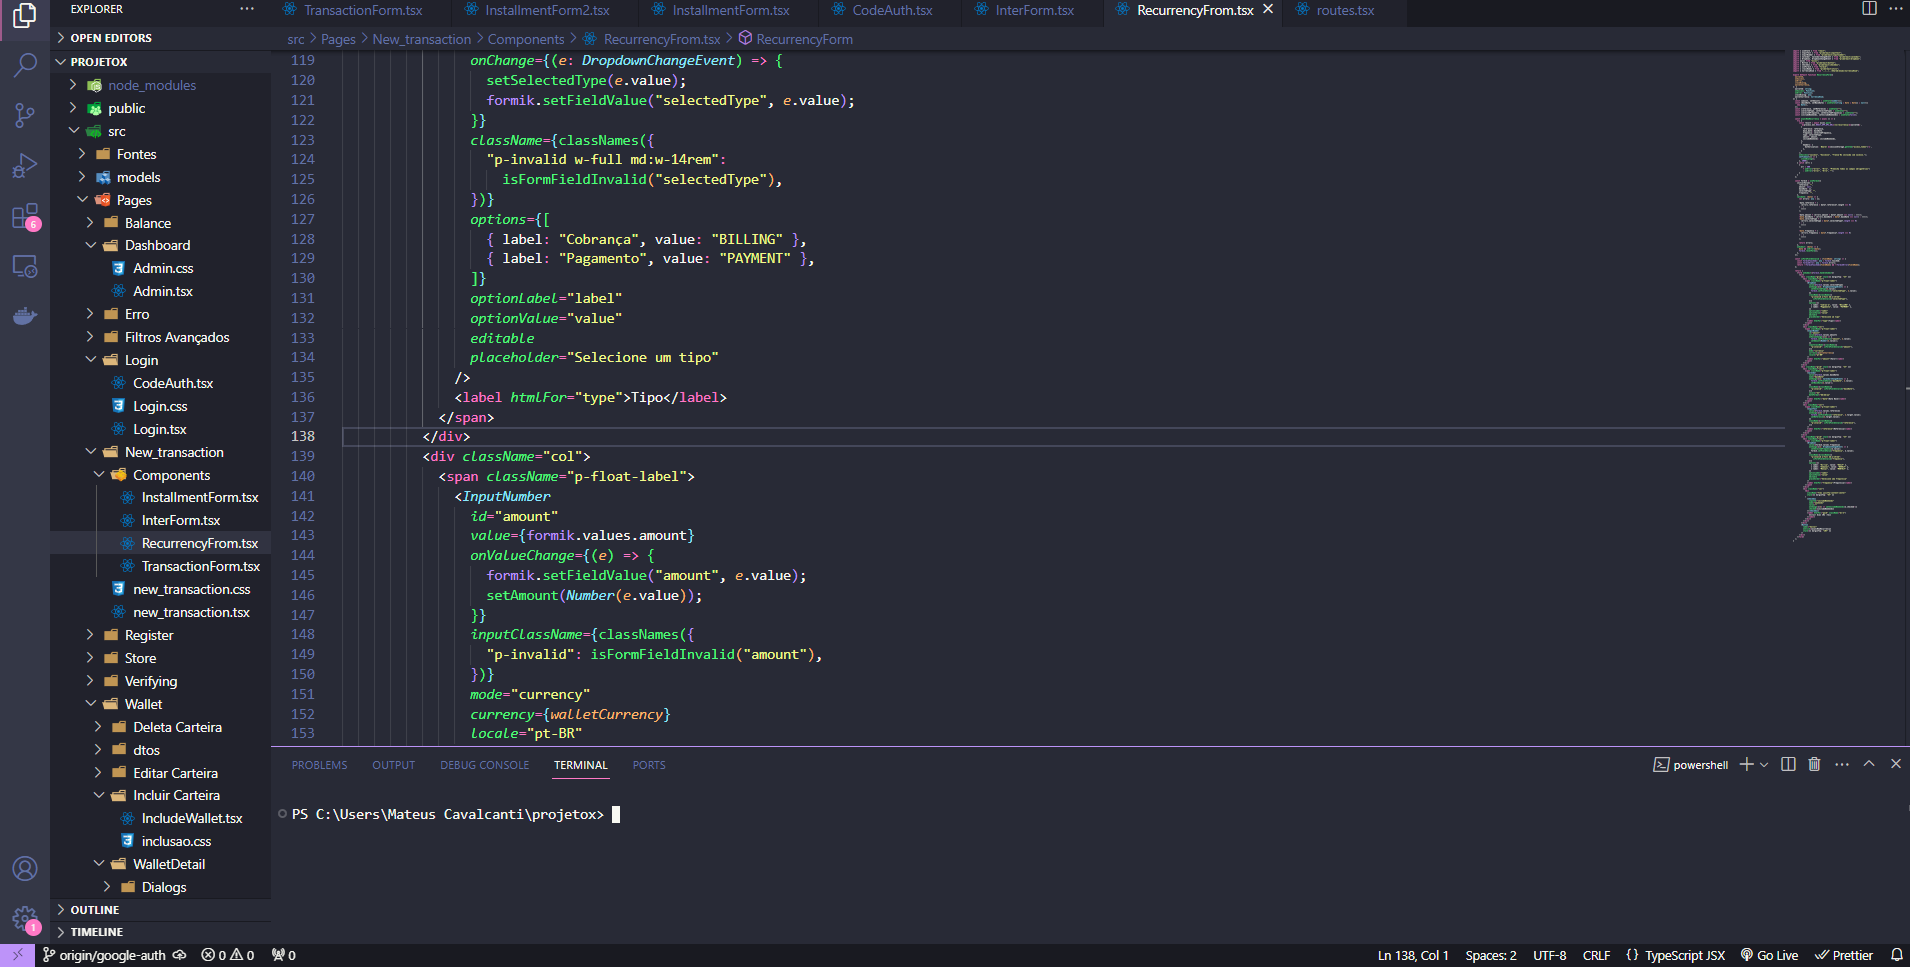 EXPLORER ···
TransactionForm.tsx InstallmentForm2.tsx InstallmentForm.tsx CodeAuth.tsx InterForm.tsx RecurrencyFrom.tsx routes.tsx
src > Pages > New_transaction > Components > RecurrencyFrom.tsx > RecurrencyForm
OPEN EDITORS
PROJETOX
node_modules
public
src
Fontes
models
Pages
Balance
Dashboard
Admin.css
Admin.tsx
Erro
Filtros Avançados
Login
CodeAuth.tsx
Login.css
Login.tsx
New_transaction
Components
InstallmentForm.tsx
InterForm.tsx
RecurrencyFrom.tsx
TransactionForm.tsx
new_transaction.css
new_transaction.tsx
Register
Store
Verifying
Wallet
Deleta Carteira
dtos
Editar Carteira
Incluir Carteira
IncludeWallet.tsx
inclusao.css
WalletDetail
Dialogs
OUTLINE
TIMELINE
6
1
119 onChange={(e: DropdownChangeEvent) => {
120 setSelectedType(e.value);
121 formik.setFieldValue("selectedType", e.value);
122 }}
123 className={classNames({
124 "p-invalid w-full md:w-14rem":
125 isFormFieldInvalid("selectedType"),
126 })}
127 options={[
128 { label: "Cobrança", value: "BILLING" },
129 { label: "Pagamento", value: "PAYMENT" },
130 ]}
131 optionLabel="label"
132 optionValue="value"
133 editable
134 placeholder="Selecione um tipo"
135 />
136 <label htmlFor="type">Tipo</label>
137 </span>
138 </div>
139 <div className="col">
140 <span className="p-float-label">
141 <InputNumber
142 id="amount"
143 value={formik.values.amount}
144 onValueChange={(e) => {
145 formik.setFieldValue("amount", e.value);
146 setAmount(Number(e.value));
147 }}
148 inputClassName={classNames({
149 "p-invalid": isFormFieldInvalid("amount"),
150 })}
151 mode="currency"
152 currency={walletCurrency}
153 locale="pt-BR"
PROBLEMS OUTPUT DEBUG CONSOLE TERMINAL PORTS powershell
PS C:\Users\Mateus Cavalcanti\projetox>
origin/google-auth 0 0 0 Ln 138, Col 1 Spaces: 2 UTF-8 CRLF {} TypeScript JSX Go Live Prettier